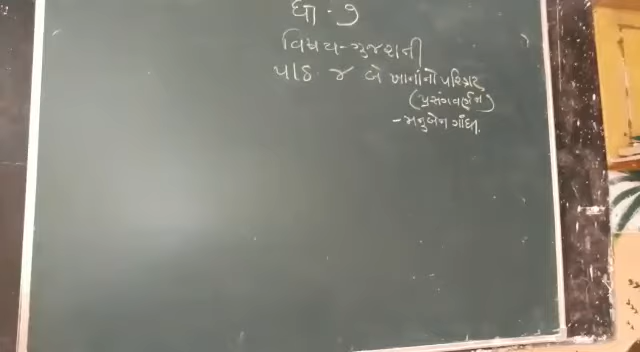 ધો - ૭
વિષય - ગુજરાતી
પાઠ ૪ બે ખાનાનો પરિગ્રહ
(પ્રસંગવર્ણન)
- મનુબેન ગાંધી.